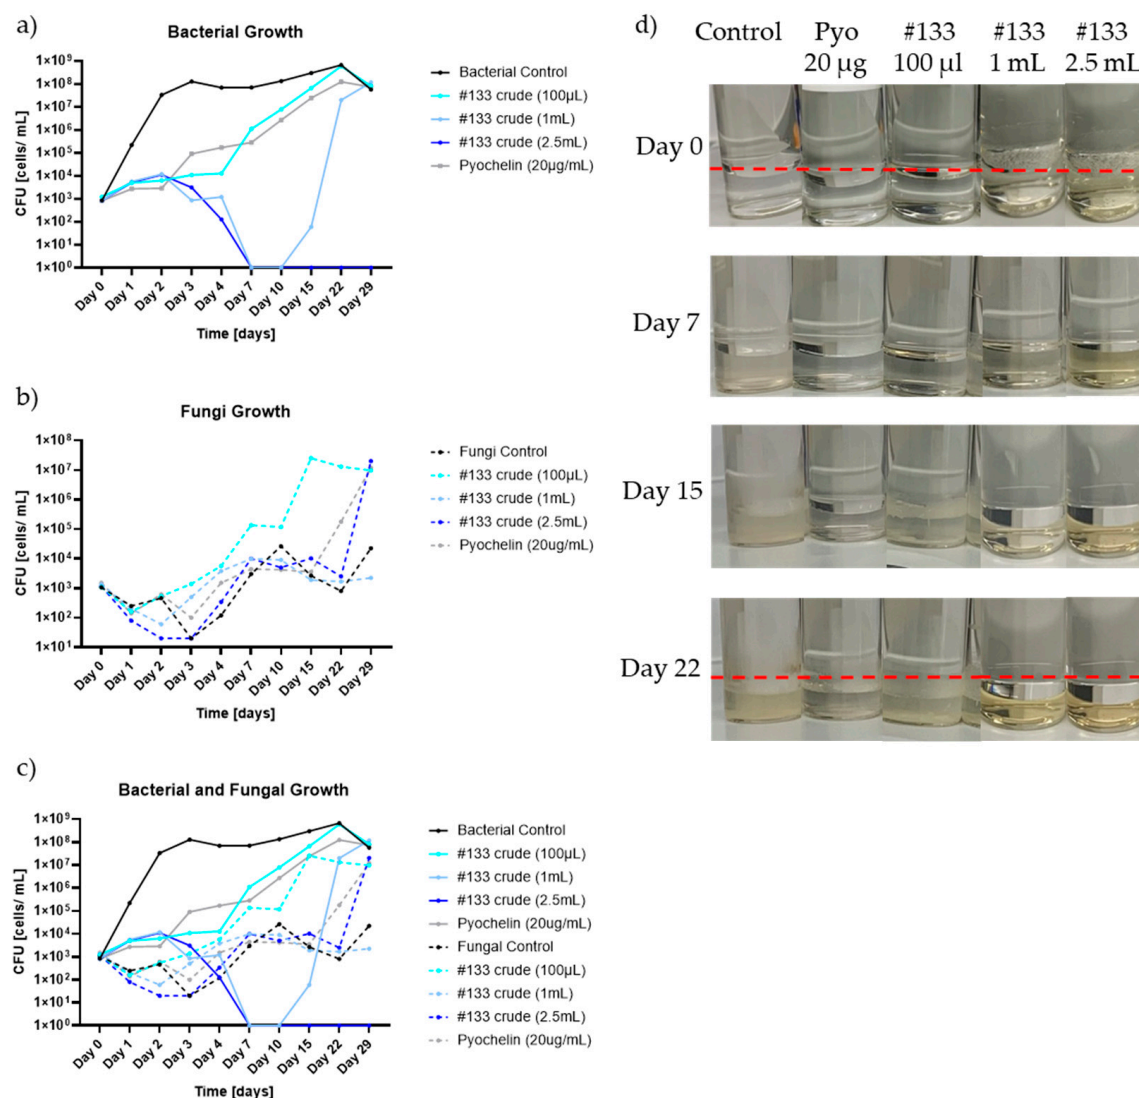 a)
Bacterial Growth
1×10⁹
1×10⁸
1×10⁷
1×10⁶
1×10⁵
1×10⁴
1×10³
1×10²
1×10¹
1×10⁰
CFU [cells/ mL]
Day 0
Day 1
Day 2
Day 3
Day 4
Day 7
Day 10
Day 15
Day 22
Day 29
Time [days]
Bacterial Control
#133 crude (100µL)
#133 crude (1mL)
#133 crude (2.5mL)
Pyochelin (20µg/mL)
b)
Fungi Growth
1×10⁸
1×10⁷
1×10⁶
1×10⁵
1×10⁴
1×10³
1×10²
1×10¹
CFU [cells/ mL]
Day 0
Day 1
Day 2
Day 3
Day 4
Day 7
Day 10
Day 15
Day 22
Day 29
Time [days]
Fungi Control
#133 crude (100µL)
#133 crude (1mL)
#133 crude (2.5mL)
Pyochelin (20ug/mL)
c)
Bacterial and Fungal Growth
1×10⁹
1×10⁸
1×10⁷
1×10⁶
1×10⁵
1×10⁴
1×10³
1×10²
1×10¹
1×10⁰
CFU [cells/ mL]
Day 0
Day 1
Day 2
Day 3
Day 4
Day 7
Day 10
Day 15
Day 22
Day 29
Time [days]
Bacterial Control
#133 crude (100µL)
#133 crude (1mL)
#133 crude (2.5mL)
Pyochelin (20ug/mL)
Fungal Control
#133 crude (100µL)
#133 crude (1mL)
#133 crude (2.5mL)
Pyochelin (20ug/mL)
d)
Control Pyo #133 #133 #133
20 µg 100 µl 1 mL 2.5 mL
Day 0
Day 7
Day 15
Day 22